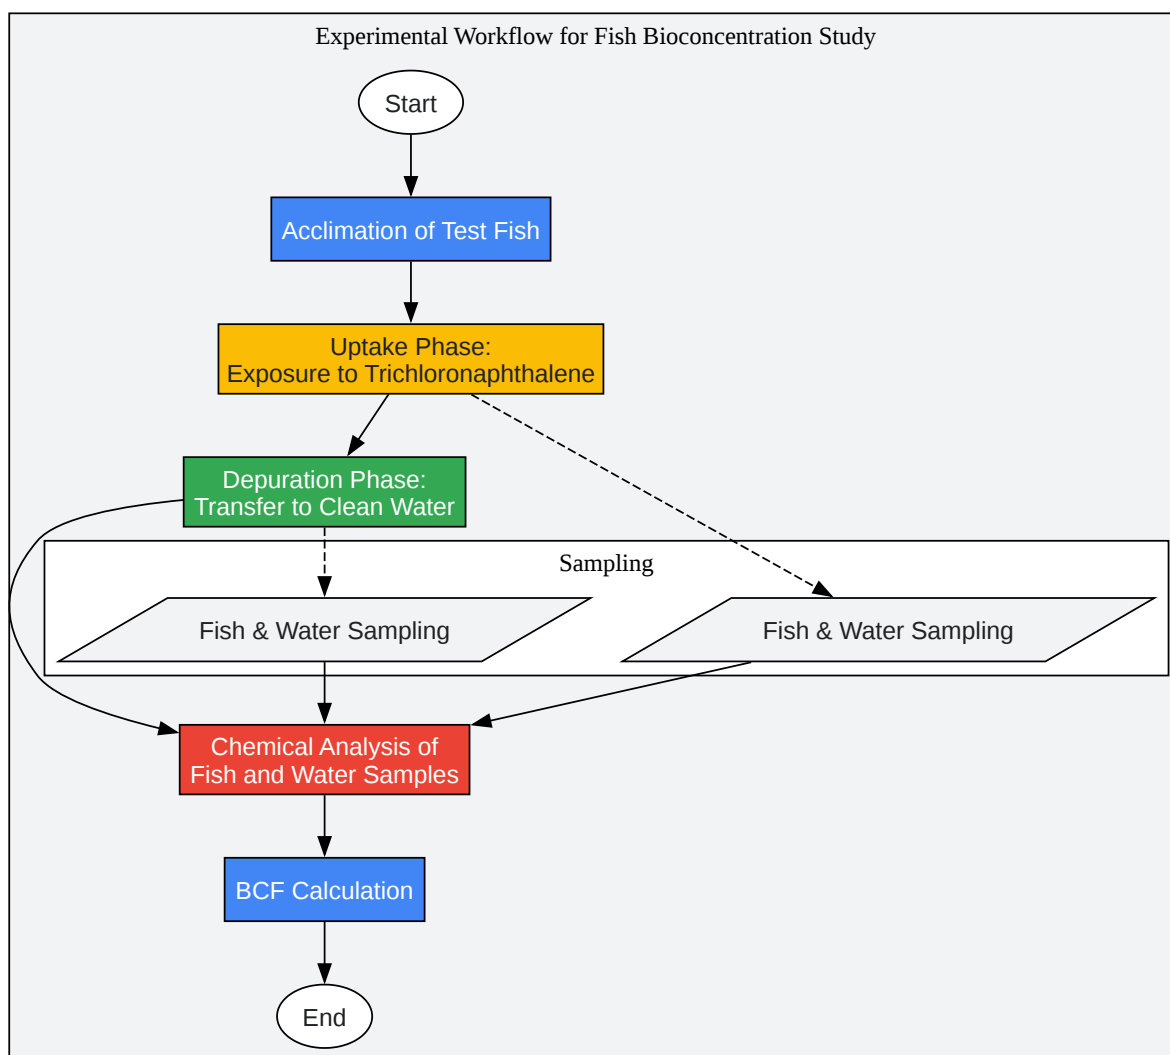 Experimental Workflow for Fish Bioconcentration Study
Start
Acclimation of Test Fish
Uptake Phase:
Exposure to Trichloronaphthalene
Depuration Phase:
Transfer to Clean Water
Sampling
Fish & Water Sampling
Fish & Water Sampling
Chemical Analysis of
Fish and Water Samples
BCF Calculation
End